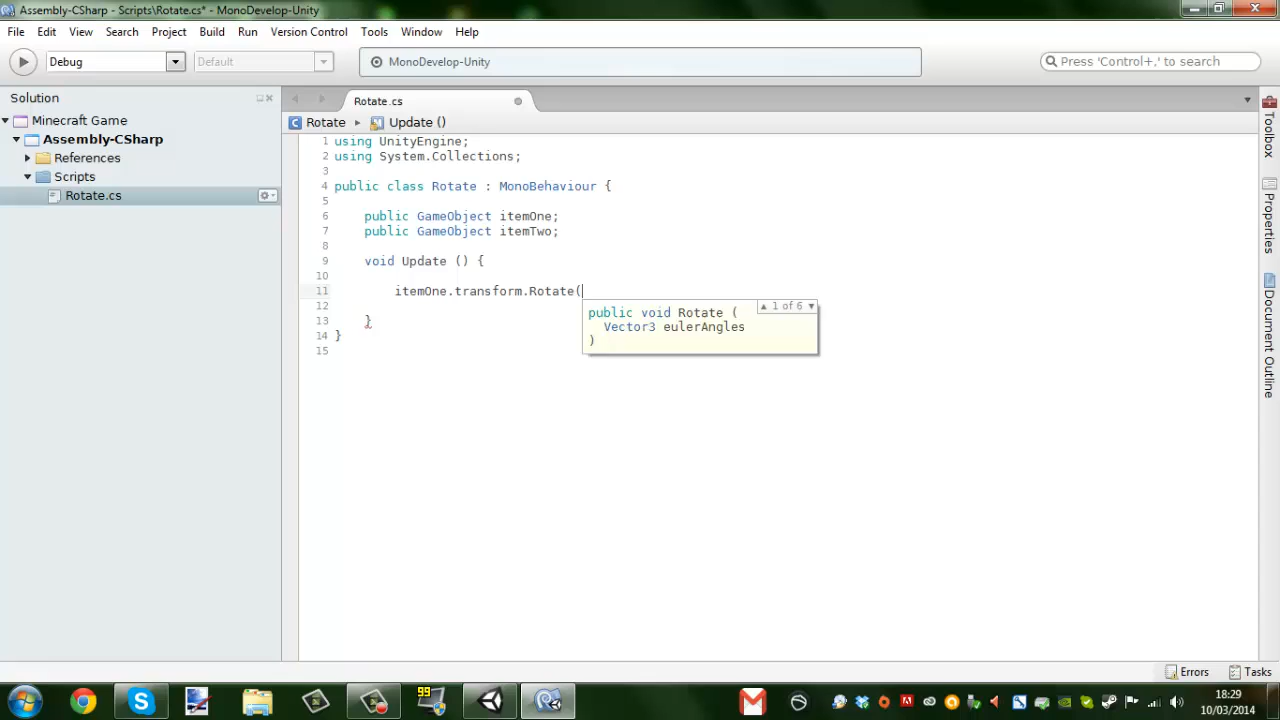 Assembly-CSharp - Scripts\Rotate.cs* - MonoDevelop-Unity
File Edit View Search Project Build Run Version Control Tools Window Help
Debug Default MonoDevelop-Unity Press 'Control+,' to search
Solution
Rotate.cs
Minecraft Game
Assembly-CSharp
References
Scripts
Rotate.cs
Rotate Update ()
1 using UnityEngine;
2 using System.Collections;
3
4 public class Rotate : MonoBehaviour {
5
6 public GameObject itemOne;
7 public GameObject itemTwo;
8
9 void Update () {
10
11 itemOne.transform.Rotate(
12
13 }
14 }
15
1 of 6
public void Rotate (
Vector3 eulerAngles
)
Toolbox
Properties
Document Outline
Errors Tasks
99
18:29
10/03/2014